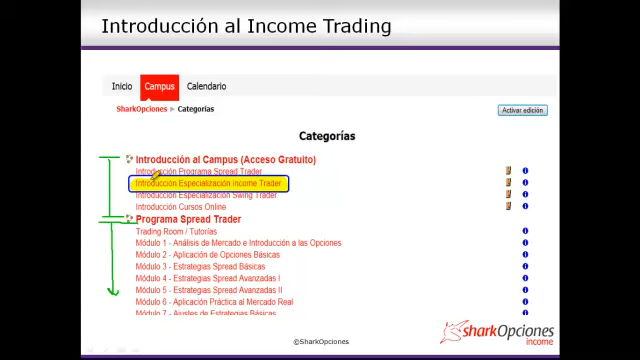 Introducción al Income Trading
Inicio Campus Calendario
SharkOpciones ► Categorías Activar edición
Categorías
Introducción al Campus (Acceso Gratuito)
Introducción Programa Spread Trader
Introducción Especialización Income Trader
Introducción Especialización Swing Trader
Introducción Cursos Online
Programa Spread Trader
Trading Room / Tutorías
Módulo 1 - Análisis de Mercado e Introducción a las Opciones
Módulo 2 - Aplicación de Opciones Básicas
Módulo 3 - Estrategias Spread Básicas
Módulo 4 - Estrategias Spread Avanzadas I
Módulo 5 - Estrategias Spread Avanzadas II
Módulo 6 - Aplicación Práctica al Mercado Real
Módulo 7 - Ajustes de Estrategias Básicas
©SharkOpciones
sharkOpciones
income